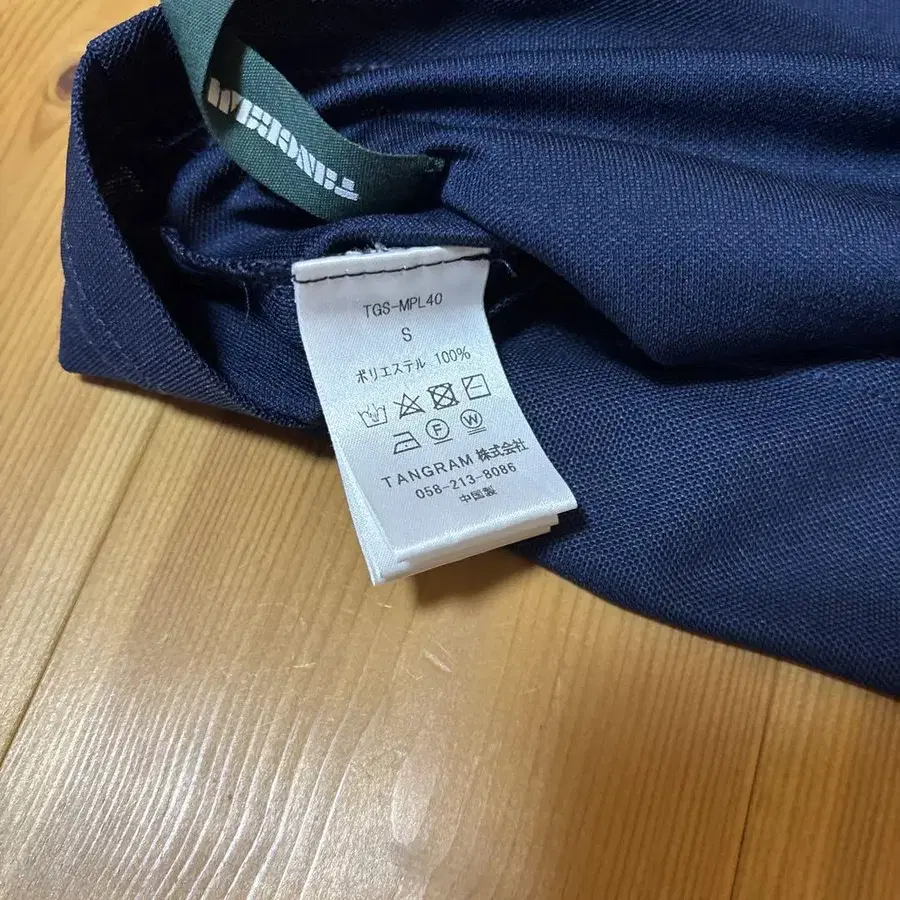 TANGRAM
TGS-MPL40
S
ポリエステル 100%
F W
TANGRAM 株式会社
058-213-8086
中国製